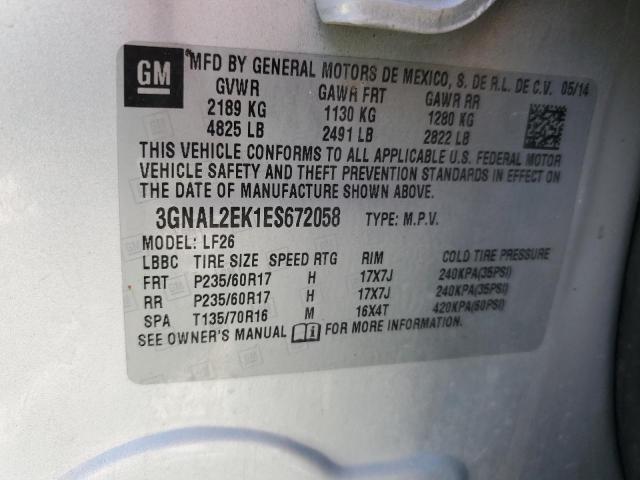 GM
MFD BY GENERAL MOTORS DE MEXICO, S. DE R.L. DE C.V. 05/14
GVWR GAWR FRT GAWR RR
2189 KG 1130 KG 1280 KG
4825 LB 2491 LB 2822 LB
THIS VEHICLE CONFORMS TO ALL APPLICABLE U.S. FEDERAL MOTOR
VEHICLE SAFETY AND THEFT PREVENTION STANDARDS IN EFFECT ON
THE DATE OF MANUFACTURE SHOWN ABOVE.
3GNAL2EK1ES672058 TYPE: M.P.V.
MODEL: LF26
LBBC TIRE SIZE SPEED RTG RIM COLD TIRE PRESSURE
FRT P235/60R17 H 17X7J 240KPA(35PSI)
RR P235/60R17 H 17X7J 240KPA(35PSI)
SPA T135/70R16 M 16X4T 420KPA(60PSI)
SEE OWNER'S MANUAL FOR MORE INFORMATION.